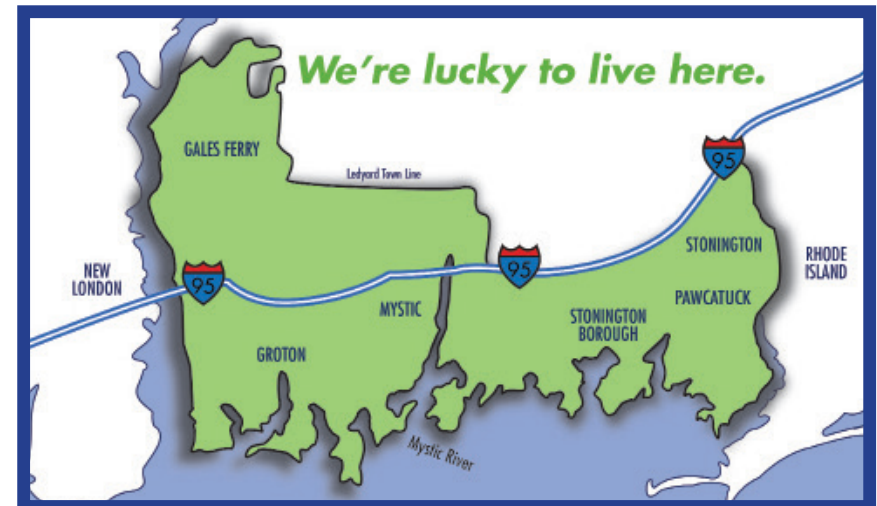 We're lucky to live here.
GALES FERRY
Ledyard Town Line
95
STONINGTON
RHODE
ISLAND
NEW
LONDON
95
95
PAWCATUCK
MYSTIC
STONINGTON
BOROUGH
GROTON
Mystic River